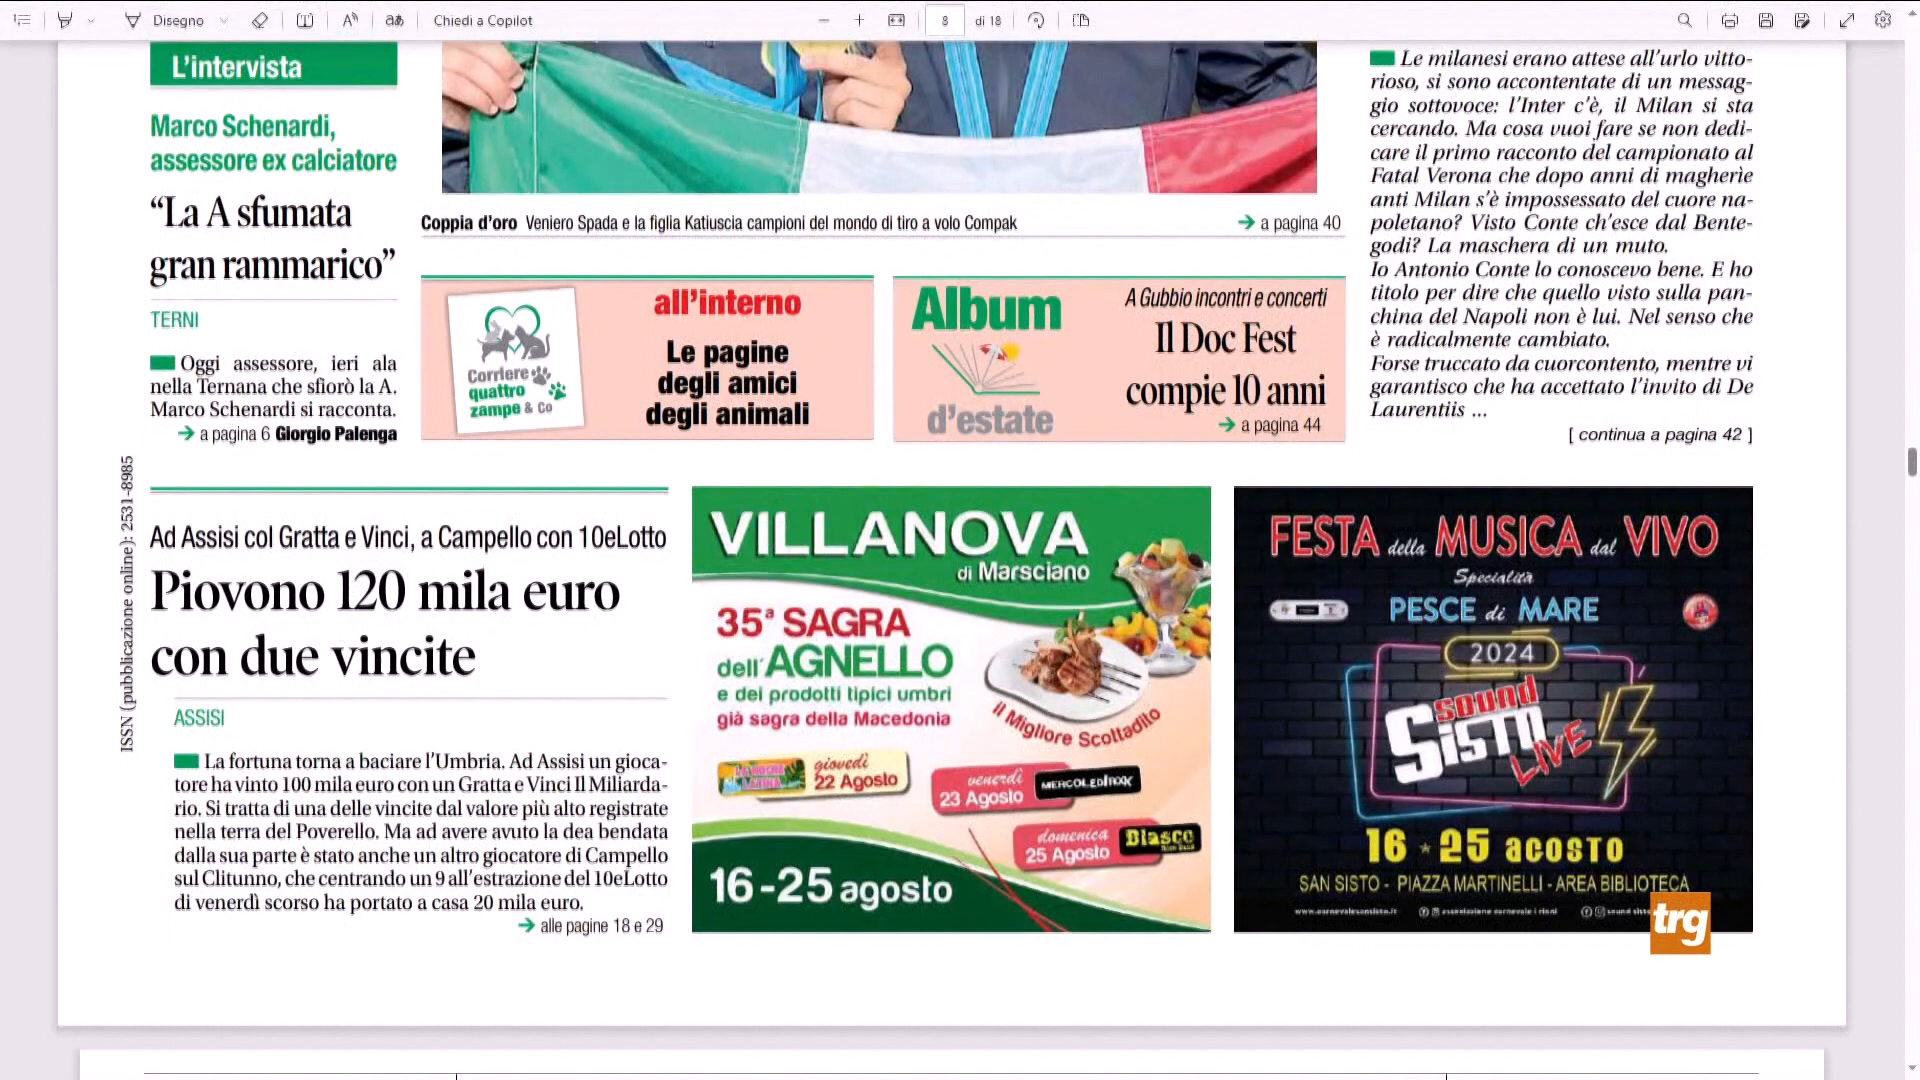 Disegno
Chiedi a Copilot
8
di 18
L'intervista
Marco Schenardi,
assessore ex calciatore
“La A sfumata
gran rammarico”
TERNI
Oggi assessore, ieri ala
nella Ternana che sfiorò la A.
Marco Schenardi si racconta.
➔ a pagina 6 Giorgio Palenga
Coppia d'oro Veniero Spada e la figlia Katiuscia campioni del mondo di tiro a volo Compak
➔ a pagina 40
Corriere
quattro
zampe & Co
all'interno
Le pagine
degli amici
degli animali
Album
d'estate
A Gubbio incontri e concerti
Il Doc Fest
compie 10 anni
➔ a pagina 44
Le milanesi erano attese all'urlo vitto-
rioso, si sono accontentate di un messag-
gio sottovoce: l'Inter c'è, il Milan si sta
cercando. Ma cosa vuoi fare se non dedi-
care il primo racconto del campionato al
Fatal Verona che dopo anni di magherìe
anti Milan s'è impossessato del cuore na-
poletano? Visto Conte ch'esce dal Bente-
godi? La maschera di un muto.
Io Antonio Conte lo conoscevo bene. E ho
titolo per dire che quello visto sulla pan-
china del Napoli non è lui. Nel senso che
è radicalmente cambiato.
Forse truccato da cuorcontento, mentre vi
garantisco che ha accettato l'invito di De
Laurentiis ...
[ continua a pagina 42 ]
ISSN (pubblicazione online): 2531-8985
Ad Assisi col Gratta e Vinci, a Campello con 10eLotto
Piovono 120 mila euro
con due vincite
ASSISI
La fortuna torna a baciare l'Umbria. Ad Assisi un gioca-
tore ha vinto 100 mila euro con un Gratta e Vinci Il Miliarda-
rio. Si tratta di una delle vincite dal valore più alto registrate
nella terra del Poverello. Ma ad avere avuto la dea bendata
dalla sua parte è stato anche un altro giocatore di Campello
sul Clitunno, che centrando un 9 all'estrazione del 10eLotto
di venerdì scorso ha portato a casa 20 mila euro.
➔ alle pagine 18 e 29
VILLANOVA
di Marsciano
35ª SAGRA
dell'AGNELLO
e dei prodotti tipici umbri
già sagra della Macedonia
il Migliore Scottadito
giovedì
22 Agosto
venerdì
23 Agosto
MERCOLEDÌROCK
domenica
25 Agosto
Blasco
16-25 agosto
FESTA della MUSICA dal VIVO
Specialità
PESCE di MARE
2024
sound
SISTO
LIVE
16 ★ 25 agosto
SAN SISTO - PIAZZA MARTINELLI - AREA BIBLIOTECA
www.carnevalesansisto.it
associazione carnevale i rioni
sound sisto
trg